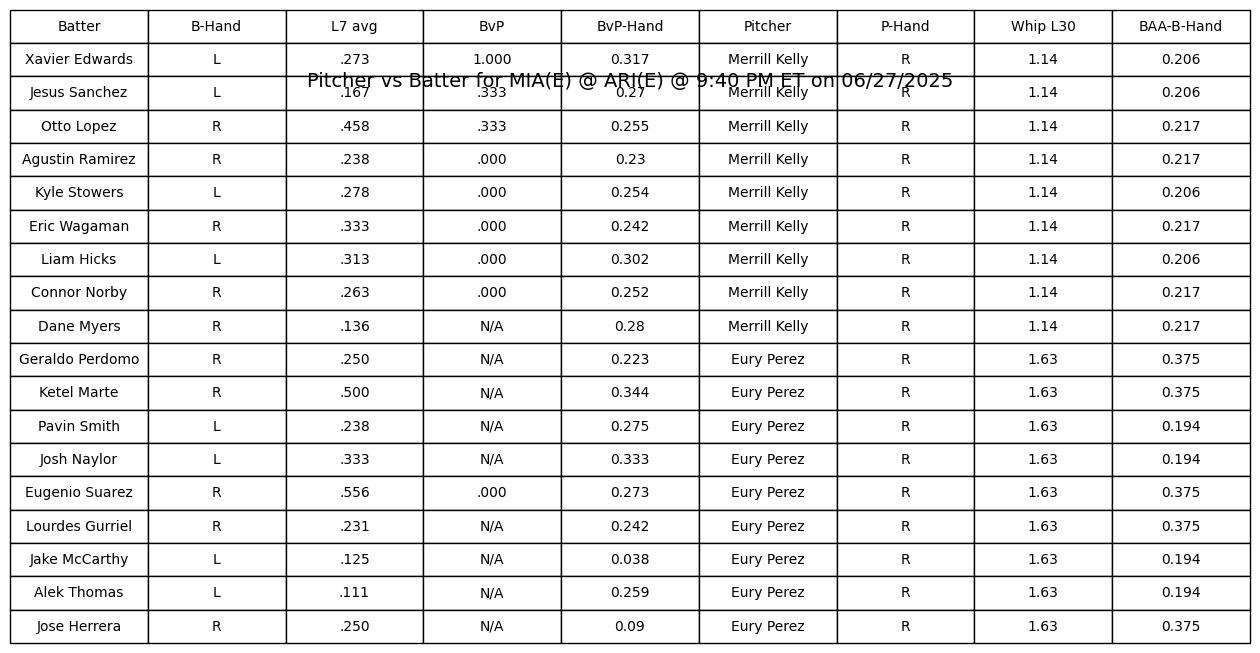 Batter B-Hand L7 avg BvP BvP-Hand Pitcher P-Hand Whip L30 BAA-B-Hand
Xavier Edwards L .273 1.000 0.317 Merrill Kelly R 1.14 0.206
Pitcher vs Batter for MIA(E) @ ARI(E) @ 9:40 PM ET on 06/27/2025
Jesus Sanchez L .167 .333 0.27 Merrill Kelly R 1.14 0.206
Otto Lopez R .458 .333 0.255 Merrill Kelly R 1.14 0.217
Agustin Ramirez R .238 .000 0.23 Merrill Kelly R 1.14 0.217
Kyle Stowers L .278 .000 0.254 Merrill Kelly R 1.14 0.206
Eric Wagaman R .333 .000 0.242 Merrill Kelly R 1.14 0.217
Liam Hicks L .313 .000 0.302 Merrill Kelly R 1.14 0.206
Connor Norby R .263 .000 0.252 Merrill Kelly R 1.14 0.217
Dane Myers R .136 N/A 0.28 Merrill Kelly R 1.14 0.217
Geraldo Perdomo R .250 N/A 0.223 Eury Perez R 1.63 0.375
Ketel Marte R .500 N/A 0.344 Eury Perez R 1.63 0.375
Pavin Smith L .238 N/A 0.275 Eury Perez R 1.63 0.194
Josh Naylor L .333 N/A 0.333 Eury Perez R 1.63 0.194
Eugenio Suarez R .556 .000 0.273 Eury Perez R 1.63 0.375
Lourdes Gurriel R .231 N/A 0.242 Eury Perez R 1.63 0.375
Jake McCarthy L .125 N/A 0.038 Eury Perez R 1.63 0.194
Alek Thomas L .111 N/A 0.259 Eury Perez R 1.63 0.194
Jose Herrera R .250 N/A 0.09 Eury Perez R 1.63 0.375